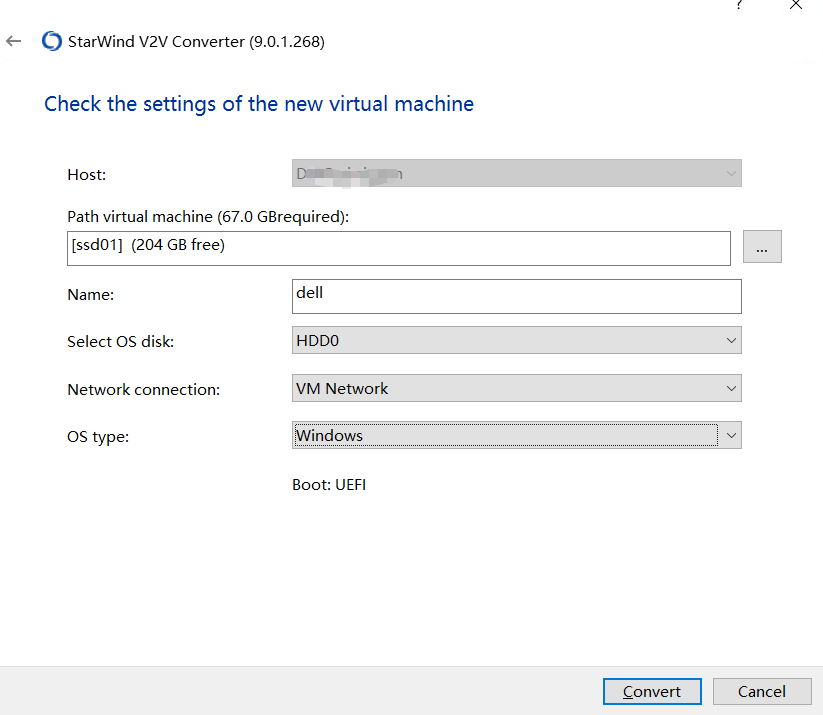 ?
StarWind V2V Converter (9.0.1.268)
Check the settings of the new virtual machine
Host:
Path virtual machine (67.0 GBrequired):
[ssd01]  (204 GB free)
...
Name:
dell
Select OS disk:
HDD0
Network connection:
VM Network
OS type:
Windows
Boot: UEFI
Convert
Cancel